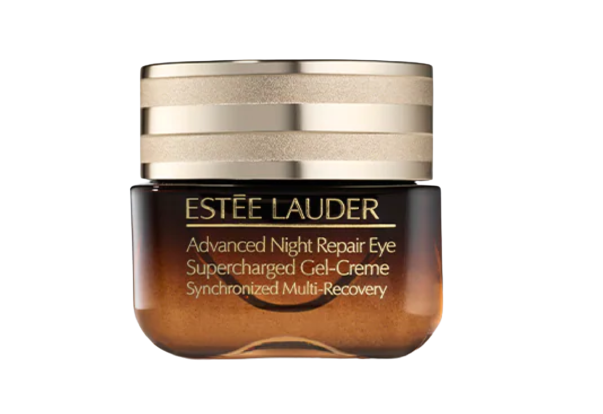 ESTĒE LAUDER
Advanced Night Repair Eye
Supercharged Gel-Creme
Synchronized Multi-Recovery